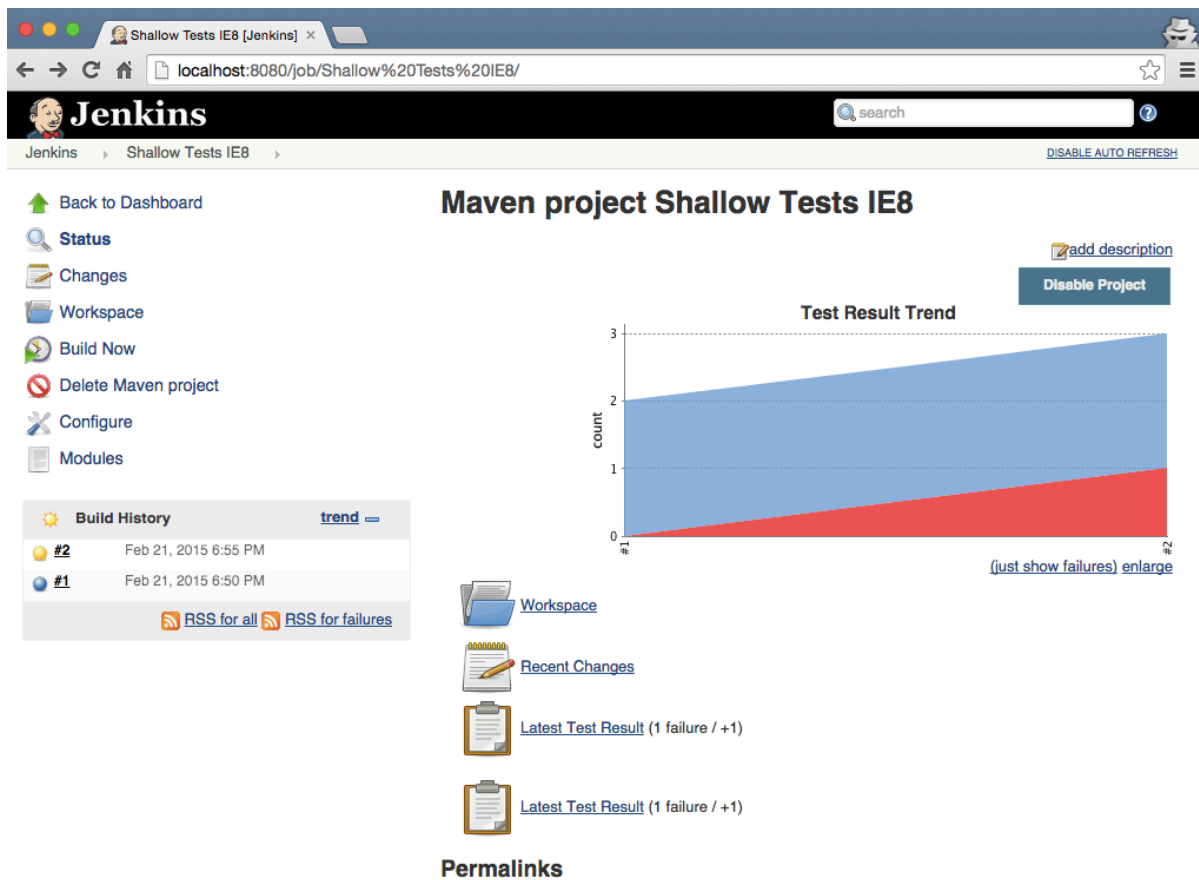 Shallow Tests IE8 [Jenkins]
localhost:8080/job/Shallow%20Tests%20IE8/
Jenkins
search
Jenkins Shallow Tests IE8
DISABLE AUTO REFRESH
Back to Dashboard
Status
Changes
Workspace
Build Now
Delete Maven project
Configure
Modules
Build History trend
#2 Feb 21, 2015 6:55 PM
#1 Feb 21, 2015 6:50 PM
RSS for all RSS for failures
Maven project Shallow Tests IE8
add description
Disable Project
Test Result Trend
3
2
1
0
count
#1
#2
(just show failures) enlarge
Workspace
Recent Changes
Latest Test Result (1 failure / +1)
Latest Test Result (1 failure / +1)
Permalinks